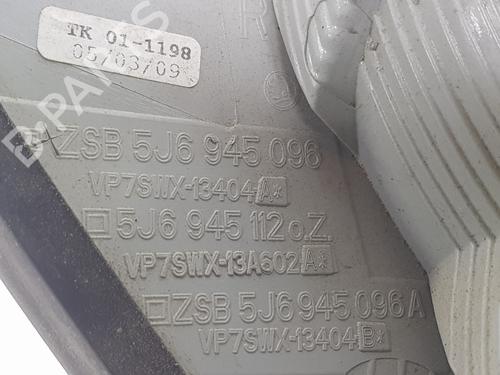 R
TK 01-1198
05/03/09
ZSB 5J6 945 096
VP7SWX-13404 A*
5J6 945 112 o.Z
VP7SWX-13A602 A*
ZSB 5J6 945 096 A
VP7SWX-13404 B*